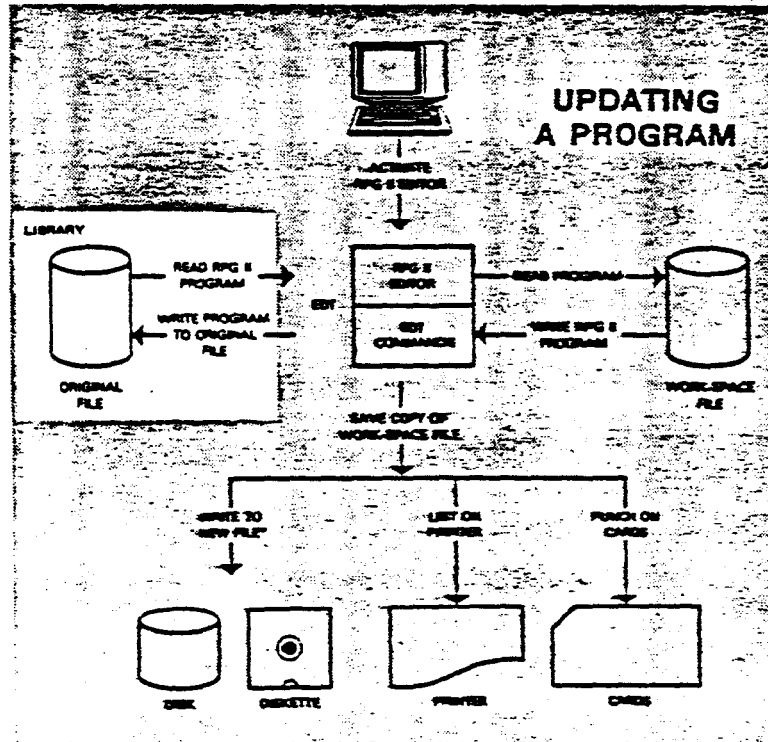 UPDATING
A PROGRAM
ACTIVATE
RPG II EDITOR
LIBRARY
READ RPG II
PROGRAM
WRITE PROGRAM
TO ORIGINAL
FILE
ORIGINAL
FILE
EDT
RPG II
EDITOR
EDT
COMMANDS
READ PROGRAM
WRITE RPG II
PROGRAM
WORK-SPACE
FILE
SAVE COPY OF
WORK-SPACE FILE
WRITE TO
"NEW FILE"
LIST ON
PRINTER
PUNCH ON
CARDS
DISK
DISKETTE
PRINTER
CARDS